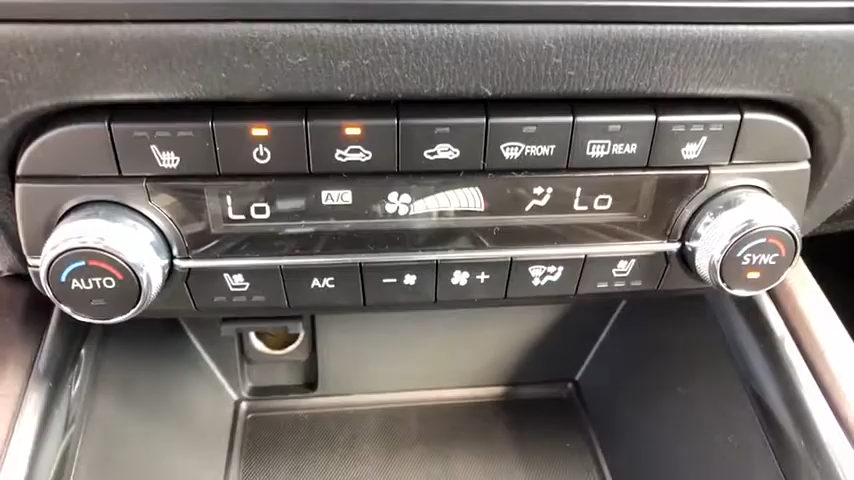 FRONT
REAR
Lo
A/C
Lo
AUTO
SYNC
A/C
- +